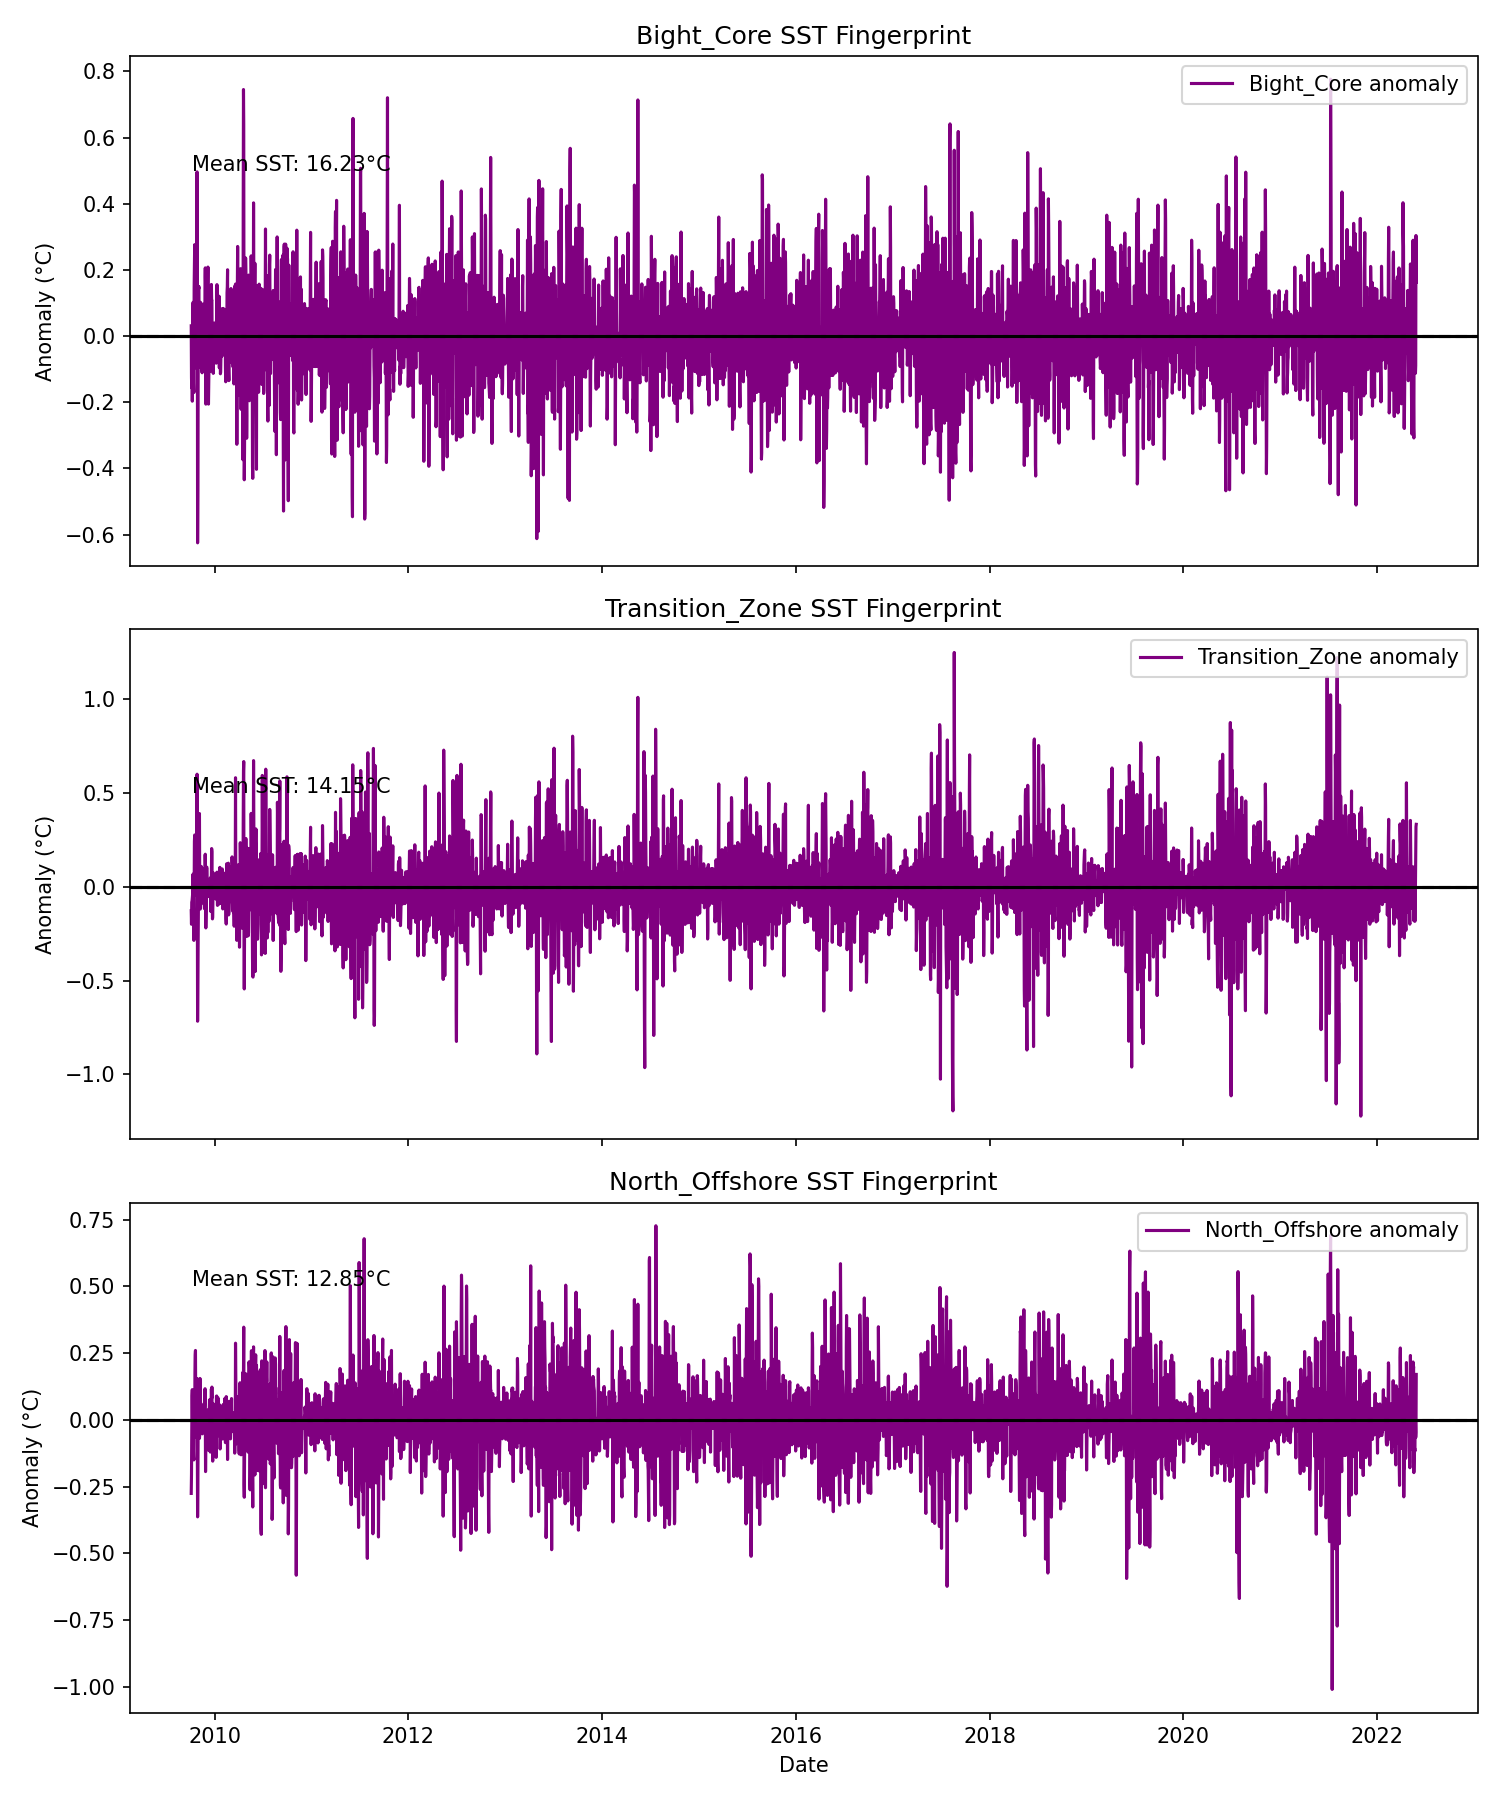 Bight_Core SST Fingerprint
Bight_Core anomaly
Mean SST: 16.23°C
Anomaly (°C)
0.8
0.6
0.4
0.2
0.0
−0.2
−0.4
−0.6
Transition_Zone SST Fingerprint
Transition_Zone anomaly
Mean SST: 14.15°C
Anomaly (°C)
1.0
0.5
0.0
−0.5
−1.0
North_Offshore SST Fingerprint
North_Offshore anomaly
Mean SST: 12.85°C
Anomaly (°C)
0.75
0.50
0.25
0.00
−0.25
−0.50
−0.75
−1.00
2010 2012 2014 2016 2018 2020 2022
Date